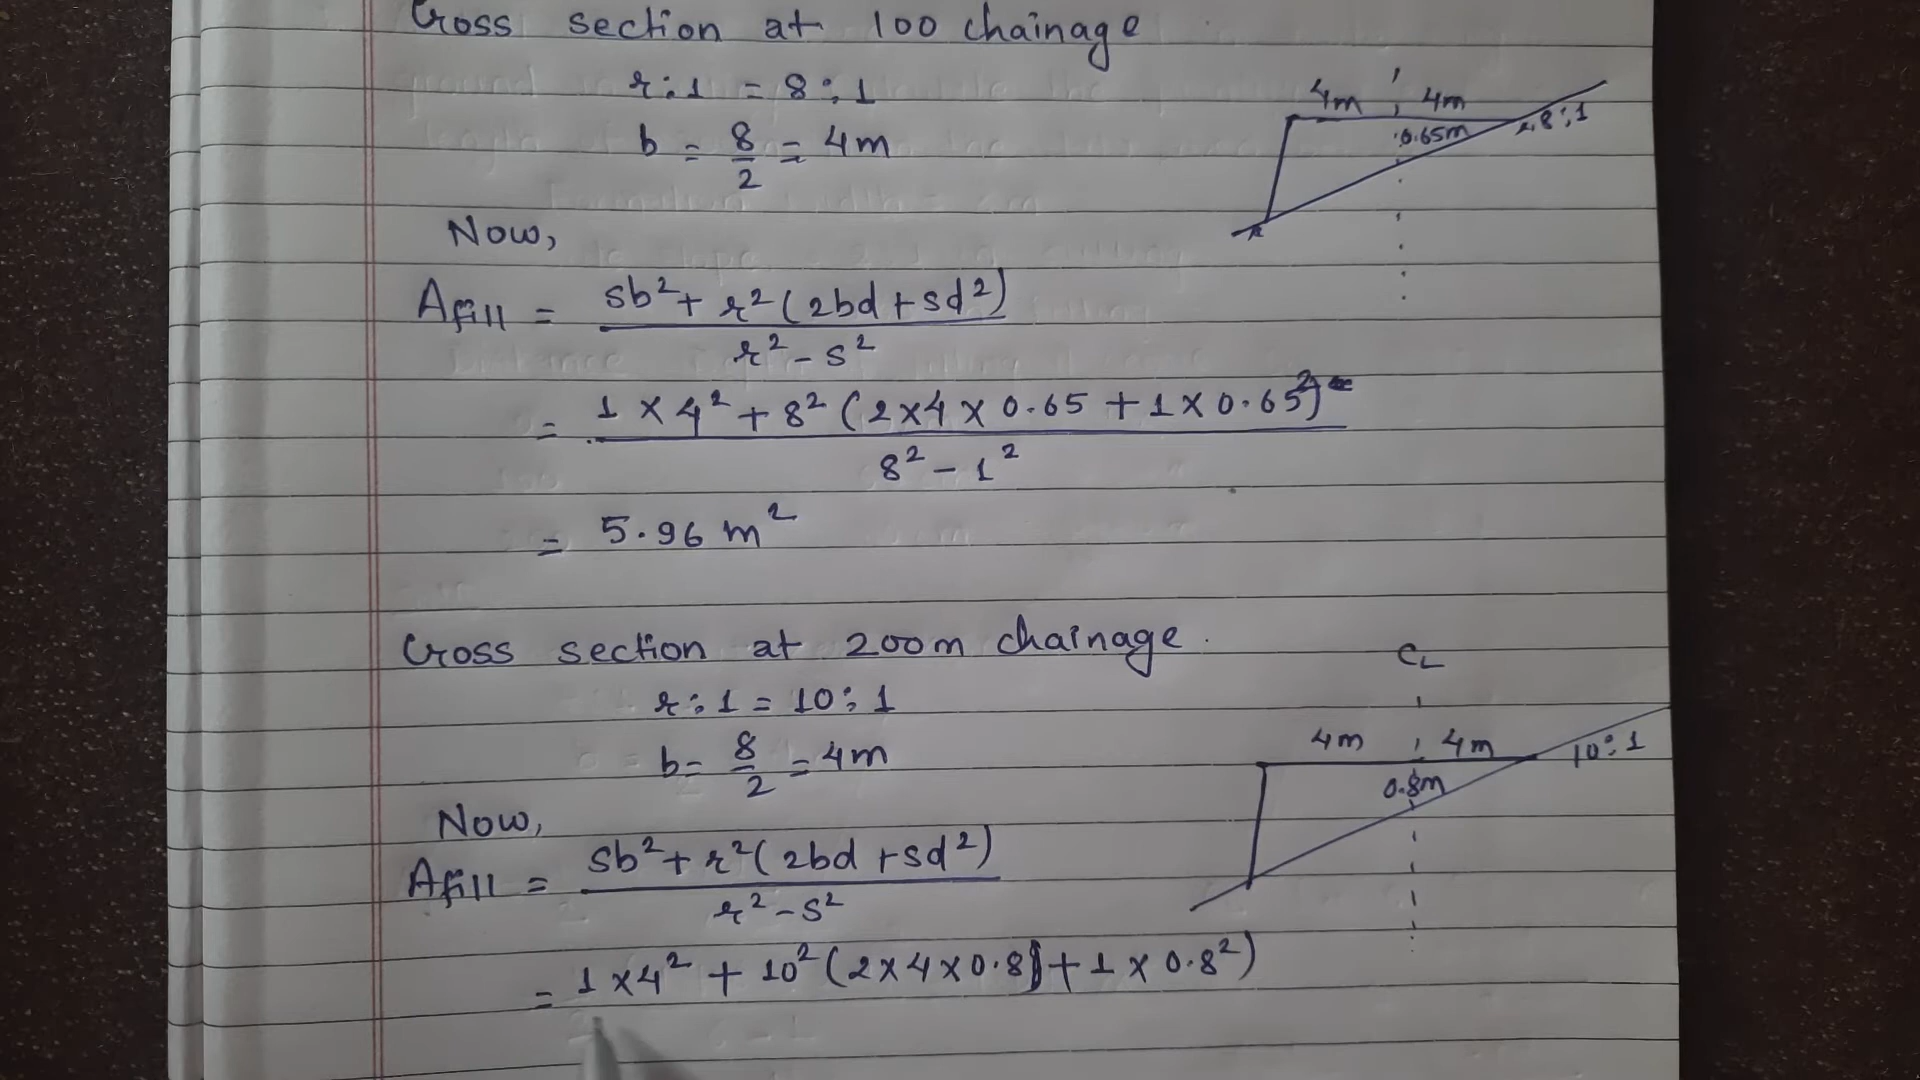 Cross section at 100 chainage
r:1 = 8:1
b = 8/2 = 4m
4m 4m
0.65m
8:1
Now,
Afill = sb²+ r²(2bd+sd²)
r²-s²
= 1 × 4² + 8² (2×4 × 0.65 + 1 × 0.65²)
8² - 1²
= 5.96 m²
Cross section at 200m chainage.
CL
r:1 = 10:1
b= 8/2 = 4m
4m 4m
10:1
0.8m
Now,
Afill = sb²+ r²(2bd +sd²)
r²-s²
= 1 ×4² + 10² (2×4×0.8 + 1 × 0.8²)